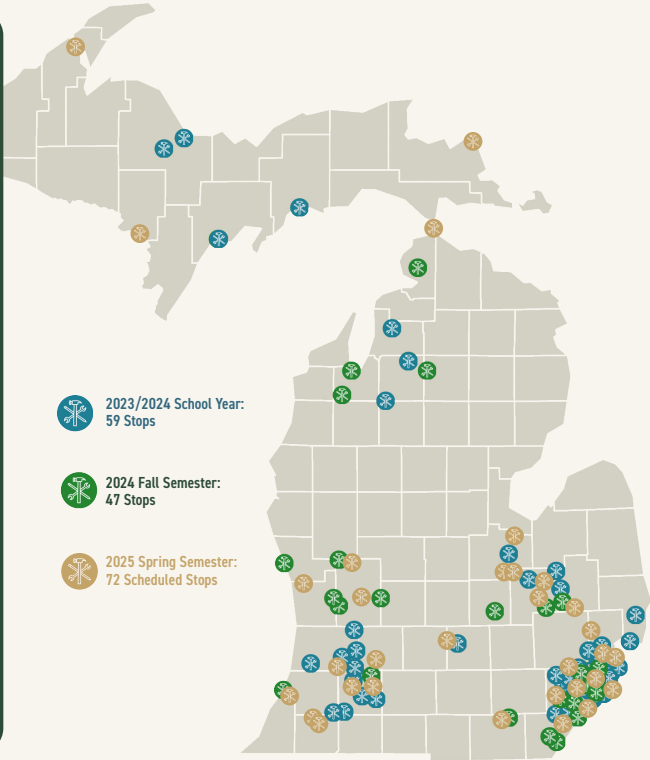 2023/2024 School Year:
59 Stops
2024 Fall Semester:
47 Stops
2025 Spring Semester:
72 Scheduled Stops